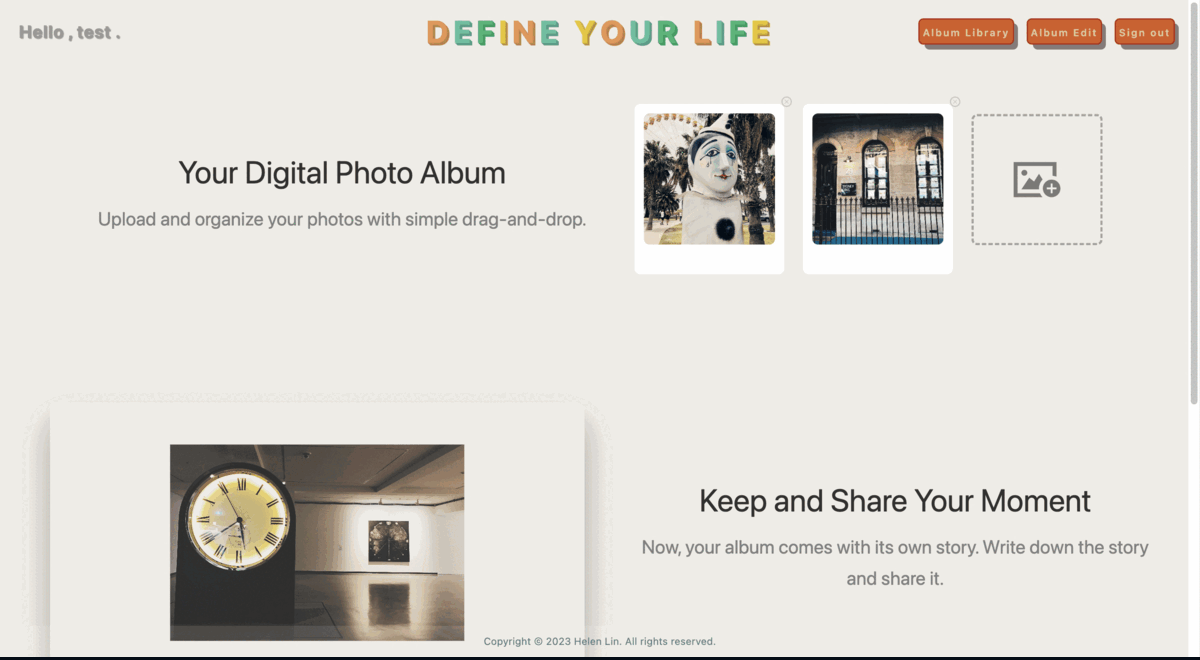 Hello , test .
DEFINE YOUR LIFE
Album Library
Album Edit
Sign out
Your Digital Photo Album
Upload and organize your photos with simple drag-and-drop.
Keep and Share Your Moment
Now, your album comes with its own story. Write down the story
and share it.
Copyright © 2023 Helen Lin. All rights reserved.